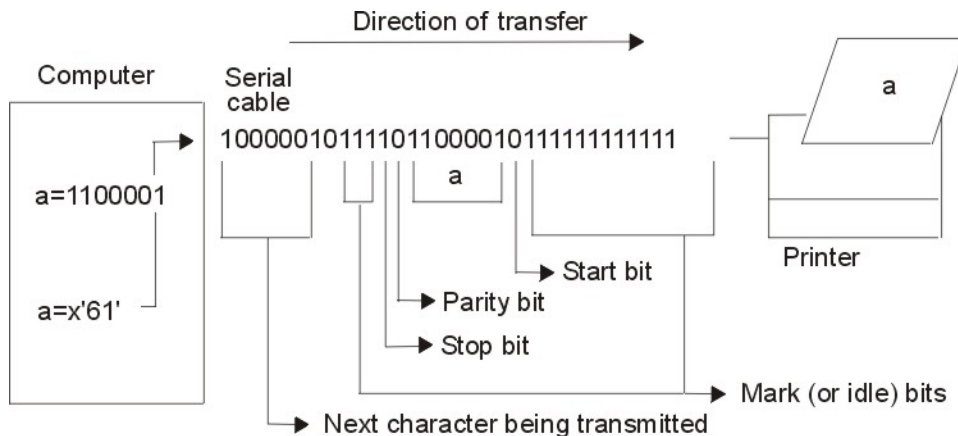 Direction of transfer
Computer
Serial
cable
a
100000101111011000010111111111111
a=1100001
a
Printer
Start bit
a=x'61'
Parity bit
Stop bit
Mark (or idle) bits
Next character being transmitted